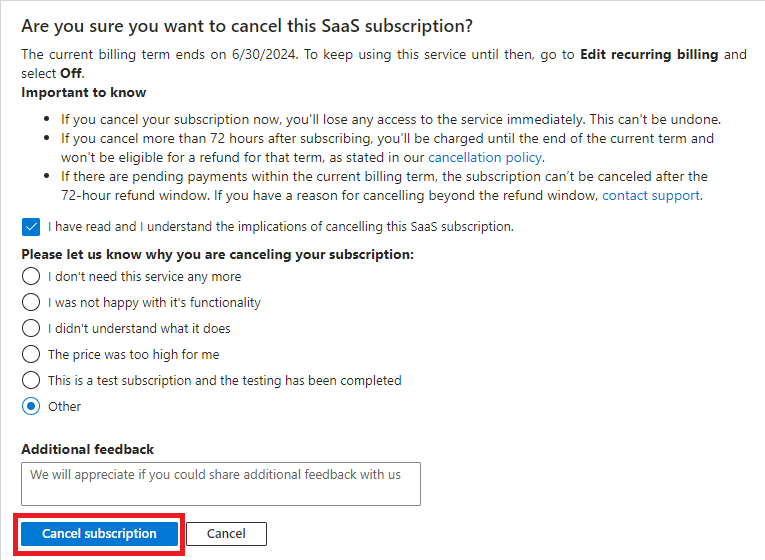 Are you sure you want to cancel this SaaS subscription?
The current billing term ends on 6/30/2024. To keep using this service until then, go to Edit recurring billing and
select Off.
Important to know
• If you cancel your subscription now, you'll lose any access to the service immediately. This can't be undone.
• If you cancel more than 72 hours after subscribing, you'll be charged until the end of the current term and
won't be eligible for a refund for that term, as stated in our cancellation policy.
• If there are pending payments within the current billing term, the subscription can't be canceled after the
72-hour refund window. If you have a reason for cancelling beyond the refund window, contact support.
I have read and I understand the implications of cancelling this SaaS subscription.
Please let us know why you are canceling your subscription:
I don't need this service any more
I was not happy with it's functionality
I didn't understand what it does
The price was too high for me
This is a test subscription and the testing has been completed
Other
Additional feedback
We will appreciate if you could share additional feedback with us
Cancel subscription Cancel